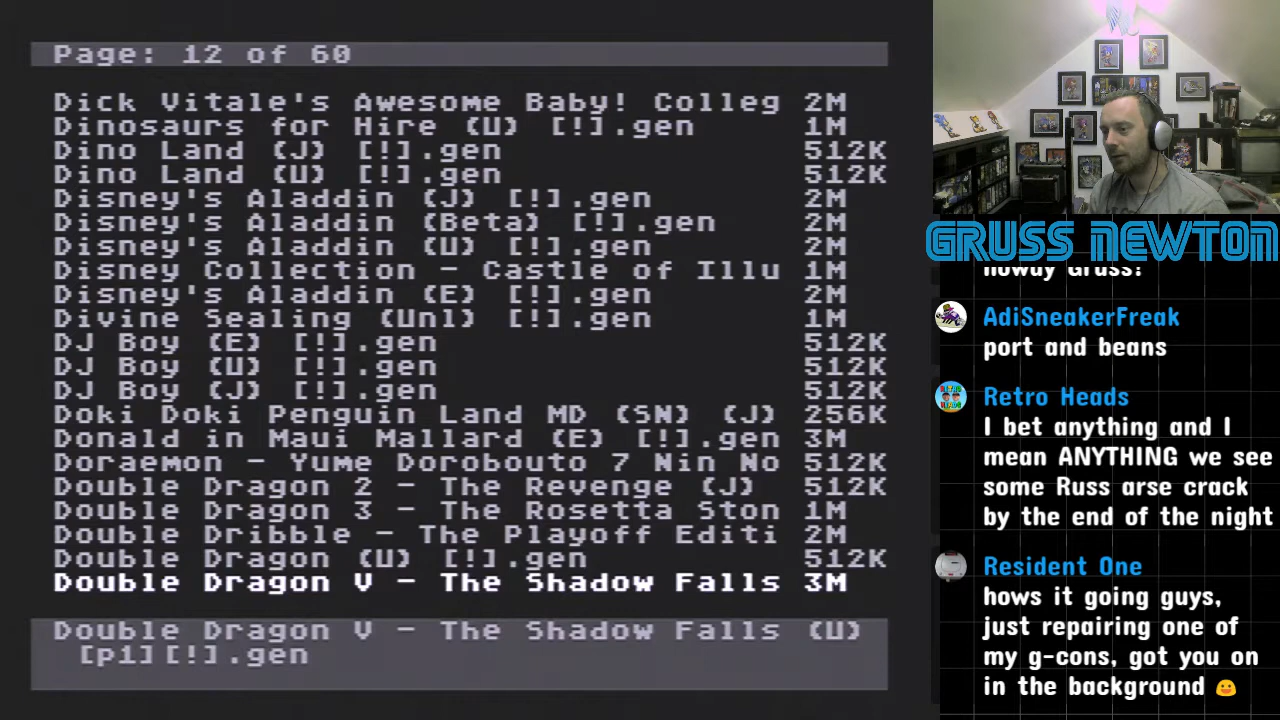 Page: 12 of 60
Dick Vitale's Awesome Baby! Colleg 2M
Dinosaurs for Hire (U) [!].gen 1M
Dino Land (J) [!].gen 512K
Dino Land (U) [!].gen 512K
Disney's Aladdin (J) [!].gen 2M
Disney's Aladdin (Beta) [!].gen 2M
Disney's Aladdin (U) [!].gen 2M
Disney Collection - Castle of Illu 1M
Disney's Aladdin (E) [!].gen 2M
Divine Sealing (Unl) [!].gen 1M
DJ Boy (E) [!].gen 512K
DJ Boy (U) [!].gen 512K
DJ Boy (J) [!].gen 512K
Doki Doki Penguin Land MD (SN) (J) 256K
Donald in Maui Mallard (E) [!].gen 3M
Doraemon - Yume Dorobouto 7 Nin No 512K
Double Dragon 2 - The Revenge (J) 512K
Double Dragon 3 - The Rosetta Ston 1M
Double Dribble - The Playoff Editi 2M
Double Dragon (U) [!].gen 512K
Double Dragon V - The Shadow Falls 3M
Double Dragon V - The Shadow Falls (U)
[p1][!].gen
GRUSS NEWTON
howdy Gruss!
AdiSneakerFreak
port and beans
Retro Heads
I bet anything and I
mean ANYTHING we see
some Russ arse crack
by the end of the night
Resident One
hows it going guys,
just repairing one of
my g-cons, got you on
in the background